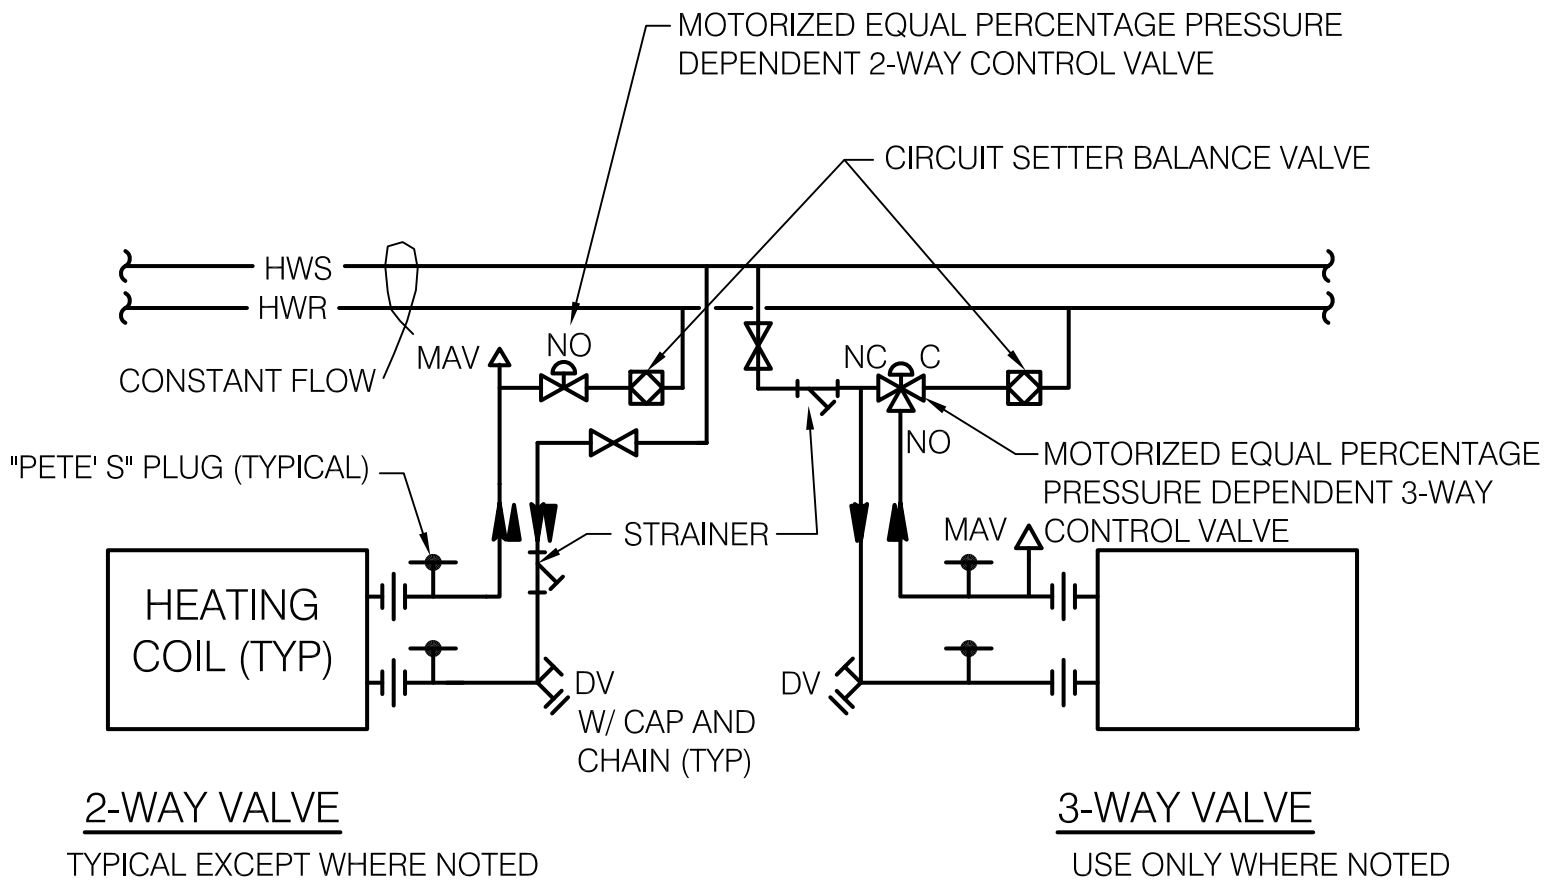 MOTORIZED EQUAL PERCENTAGE PRESSURE
DEPENDENT 2-WAY CONTROL VALVE
CIRCUIT SETTER BALANCE VALVE
HWS
HWR
CONSTANT FLOW
MAV
NO
NC
C
NO
"PETE' S" PLUG (TYPICAL)
MOTORIZED EQUAL PERCENTAGE
PRESSURE DEPENDENT 3-WAY
CONTROL VALVE
STRAINER
MAV
HEATING
COIL (TYP)
DV
W/ CAP AND
CHAIN (TYP)
DV
2-WAY VALVE
TYPICAL EXCEPT WHERE NOTED
3-WAY VALVE
USE ONLY WHERE NOTED